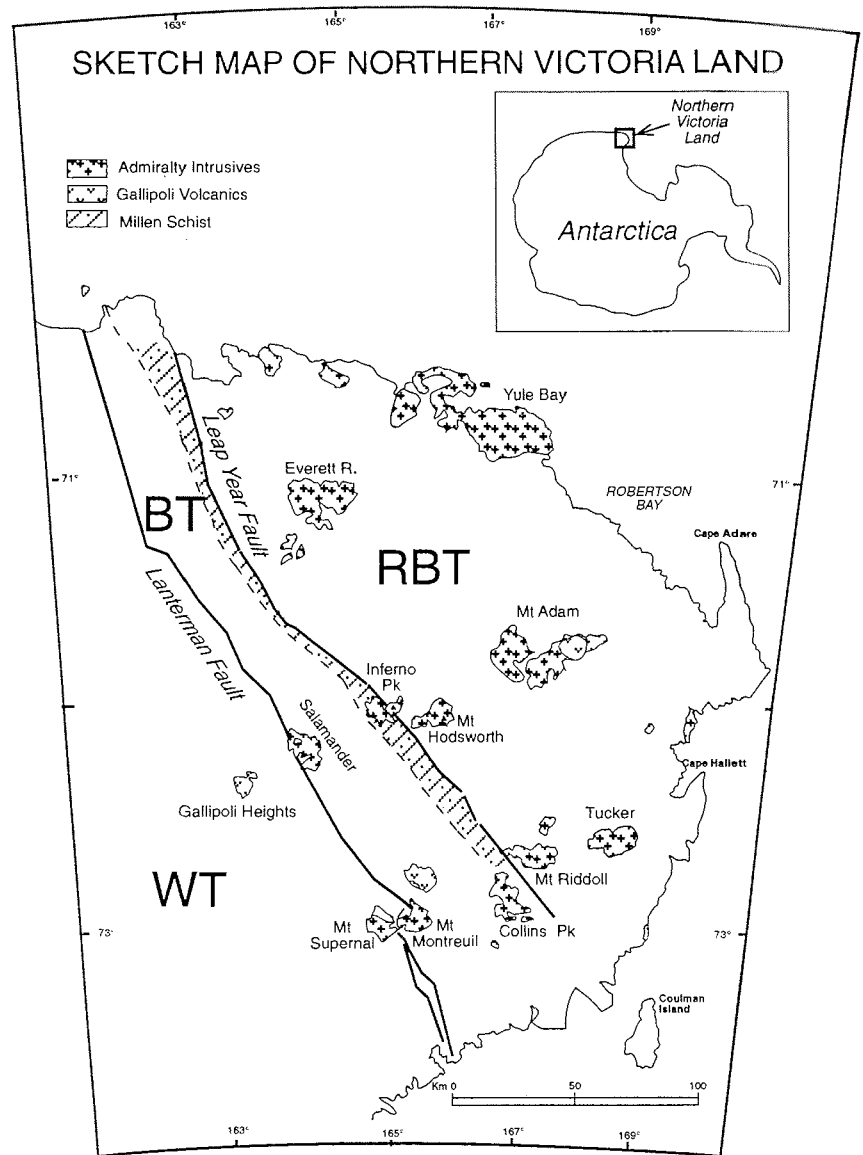 163°
165°
167°
169°
SKETCH MAP OF NORTHERN VICTORIA LAND
Northern
Victoria
Land
Antarctica
Admiralty Intrusives
Gallipoli Volcanics
Millen Schist
Yule Bay
Leap Year Fault
Everett R.
71°
71°
ROBERTSON
BAY
BT
RBT
Cape Adare
Lanterman Fault
Mt Adam
Inferno
Pk
Salamander
Mt
Hodsworth
Cape Hallett
Gallipoli Heights
Tucker
WT
Mt Riddoll
Mt
Supernal
Mt
Montreuil
Collins Pk
73°
73°
Coulman
Island
Km 0
50
100
163°
165°
167°
169°